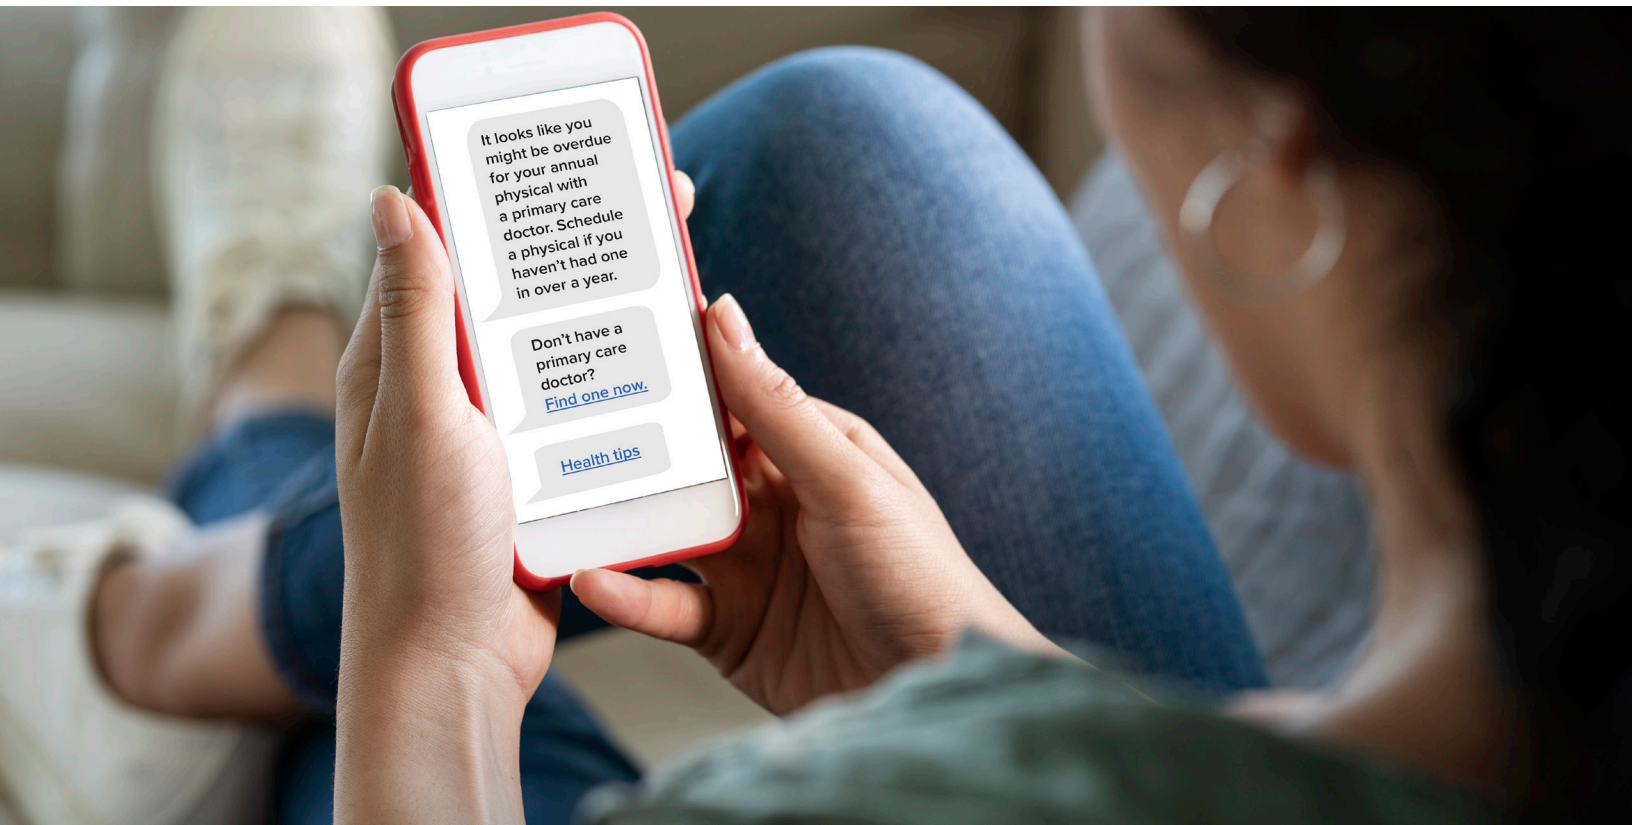 It looks like you
might be overdue
for your annual
physical with
a primary care
doctor. Schedule
a physical if you
haven't had one
in over a year.
Don't have a
primary care
doctor?
Find one now.
Health tips